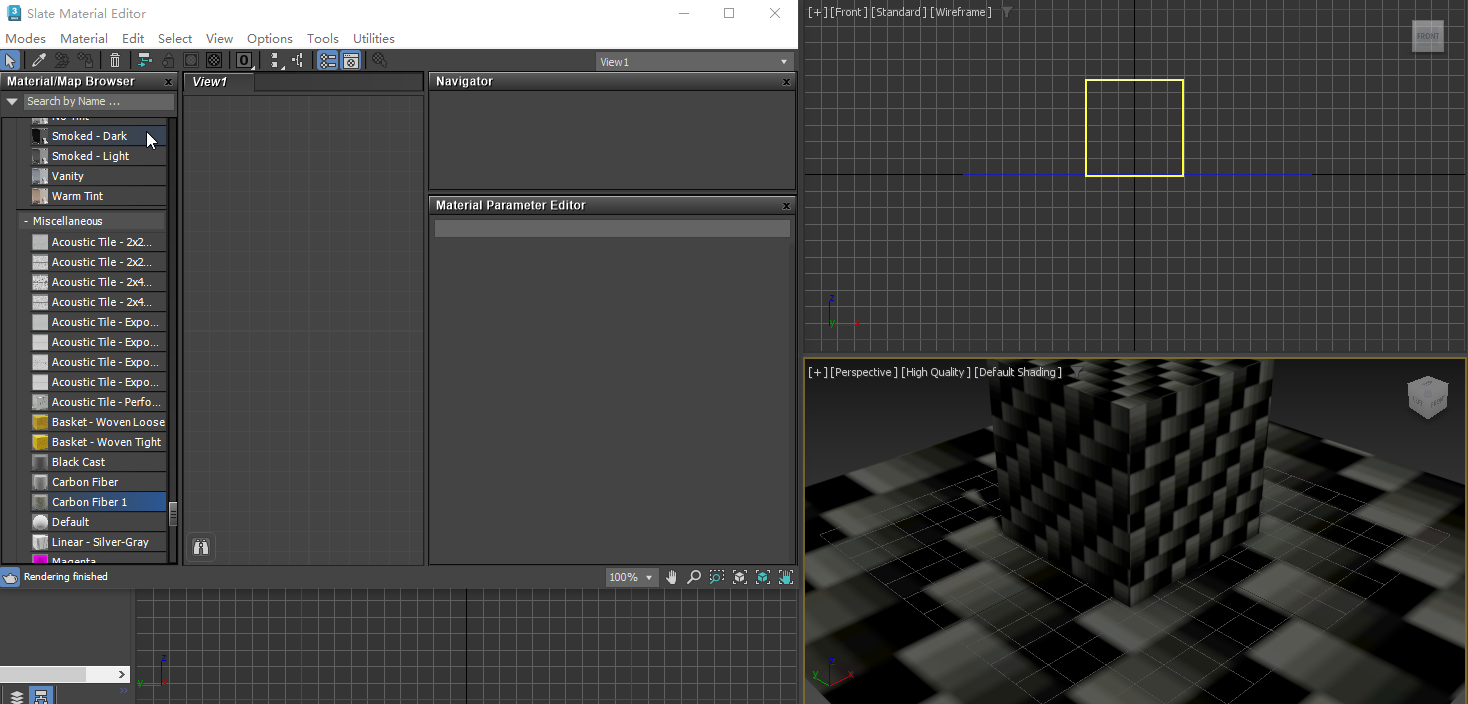 Slate Material Editor
Modes Material Edit Select View Options Tools Utilities
0
View1
Material/Map Browser x
View1
Navigator x
Search by Name ...
No Tint
Smoked - Dark
Smoked - Light
Vanity
Warm Tint
- Miscellaneous
Acoustic Tile - 2x2...
Acoustic Tile - 2x2...
Acoustic Tile - 2x4...
Acoustic Tile - 2x4...
Acoustic Tile - Expo...
Acoustic Tile - Expo...
Acoustic Tile - Expo...
Acoustic Tile - Expo...
Acoustic Tile - Perfo...
Basket - Woven Loose
Basket - Woven Tight
Black Cast
Carbon Fiber
Carbon Fiber 1
Default
Linear - Silver-Gray
Magenta
Material Parameter Editor x
Rendering finished
100%
z
y x
[+] [Front ] [Standard ] [Wireframe ]
FRONT
z
y x
[+] [Perspective ] [High Quality ] [Default Shading ]
FRONT
z
y x